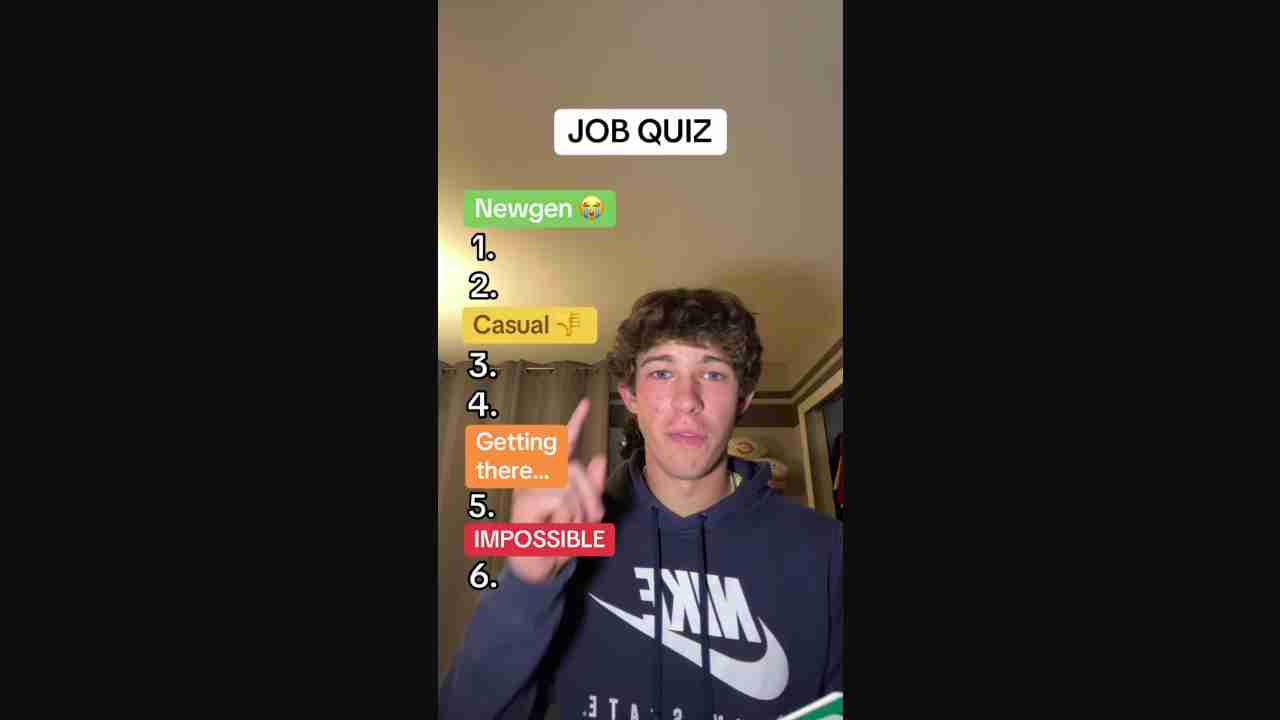 JOB QUIZ
Newgen 😭
1.
2.
Casual
3.
4.
Getting
there...
5.
IMPOSSIBLE
6.
NIKE